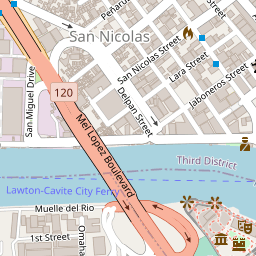 Peñaru
San Nicolas
San Nicolas Street
Lara Street
Jaboneros Street
Delpan Street
San Miguel Drive
120
Mel Lopez Boulevard
Third District
Lawton-Cavite City Ferry
Muelle del Rio
1st Street
Omaha